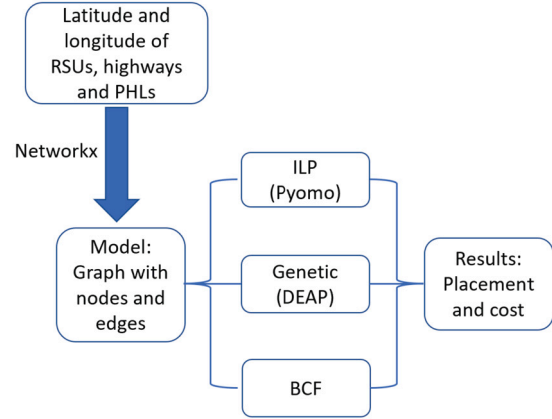 Latitude and
longitude of
RSUs, highways
and PHLs
Networkx
Model:
Graph with
nodes and
edges
ILP
(Pyomo)
Genetic
(DEAP)
BCF
Results:
Placement
and cost